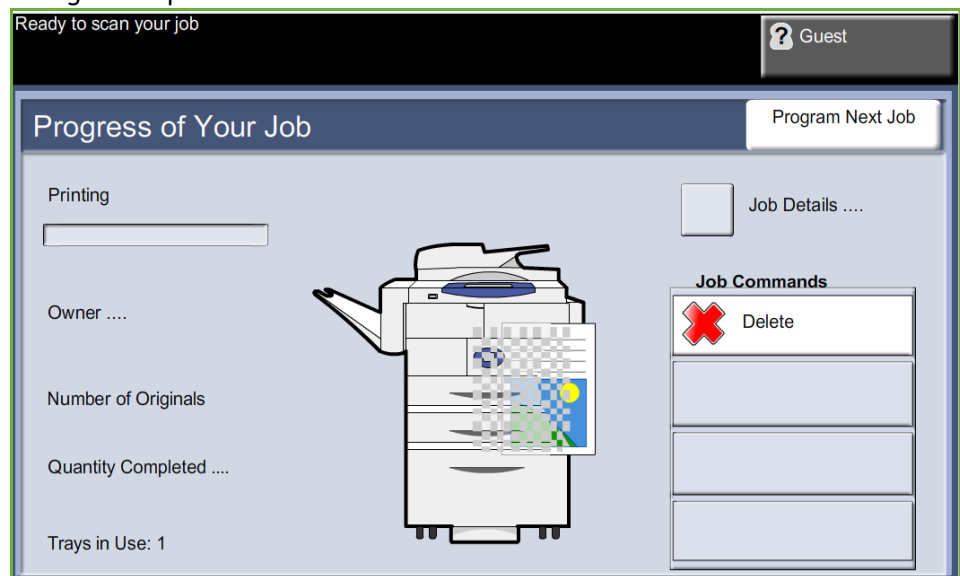 Ready to scan your job
Guest
Progress of Your Job
Program Next Job
Printing
Job Details ....
Job Commands
Owner ....
Delete
Number of Originals
Quantity Completed ....
Trays in Use: 1